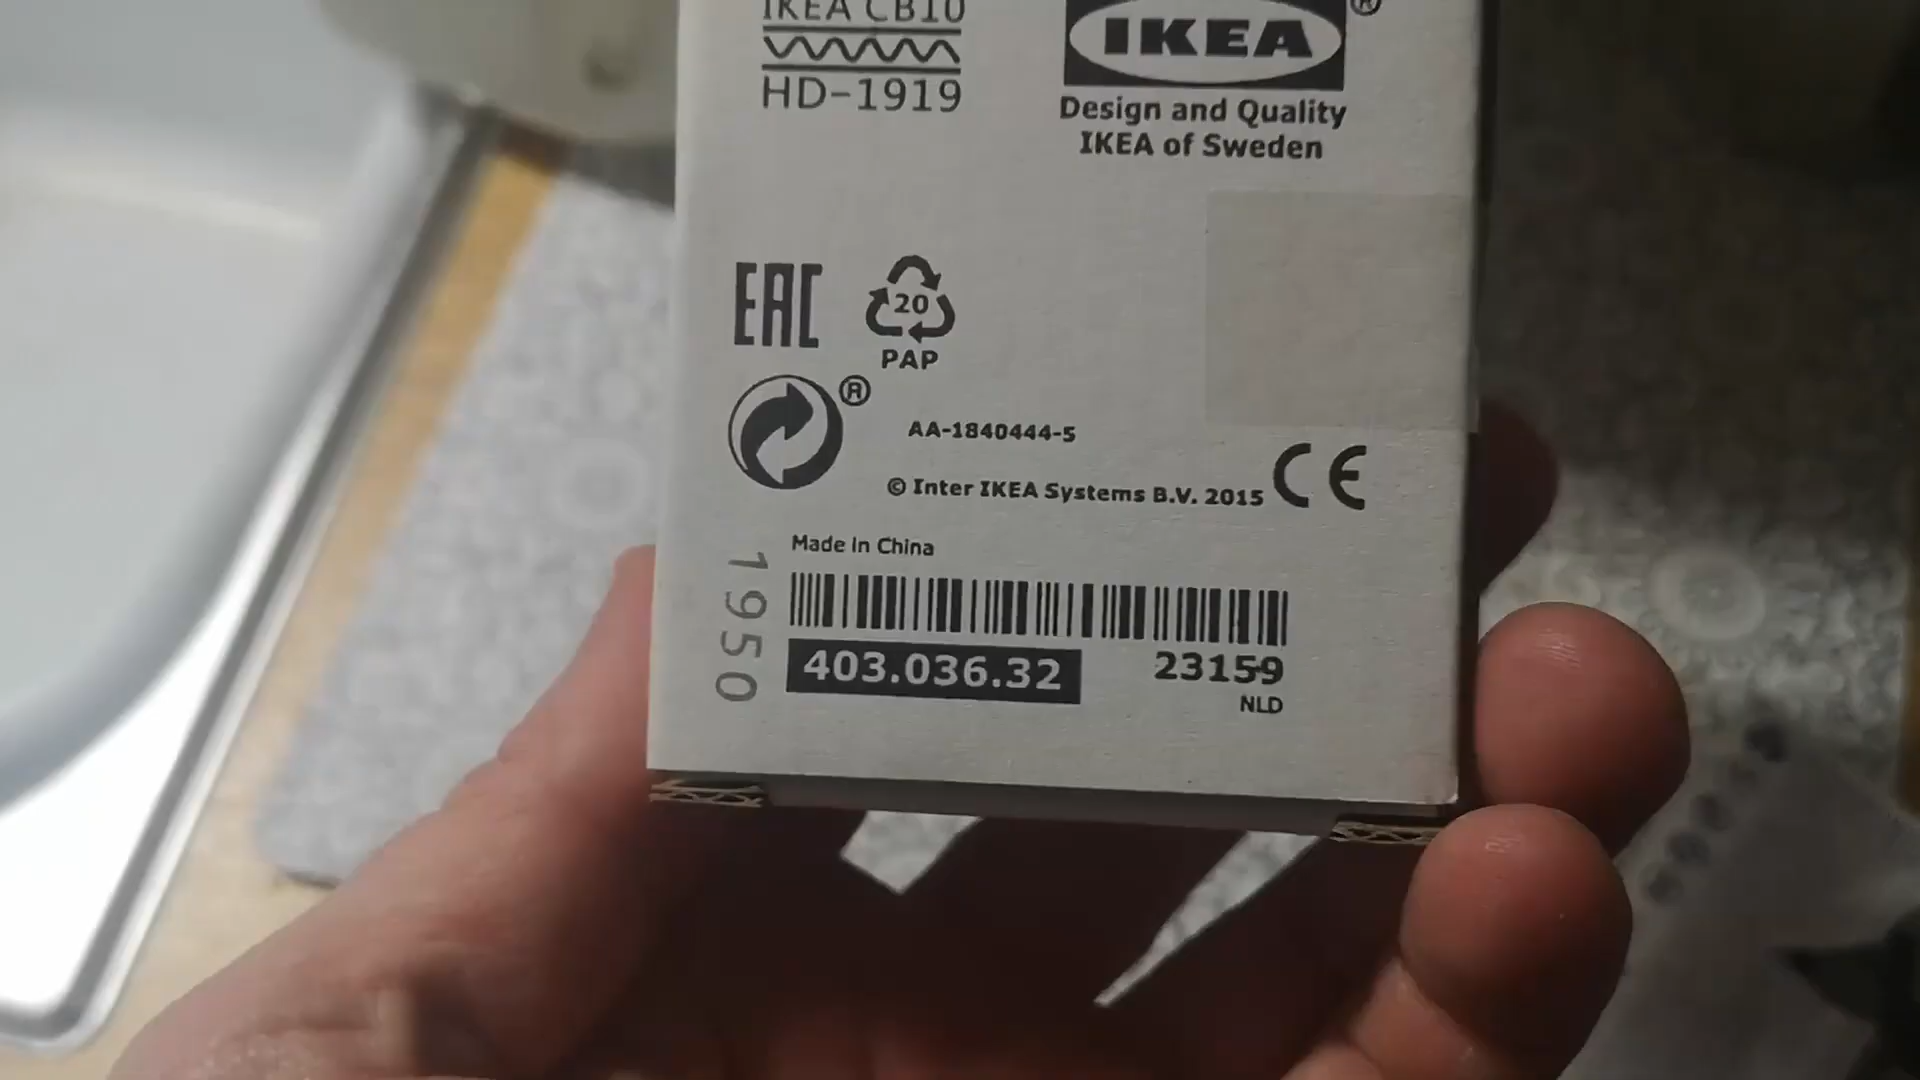 IKEA CB10
HD-1919
IKEA
®
Design and Quality
IKEA of Sweden
EAC
20
PAP
®
AA-1840444-5
© Inter IKEA Systems B.V. 2015
CE
Made in China
1950
403.036.32
23159
NLD